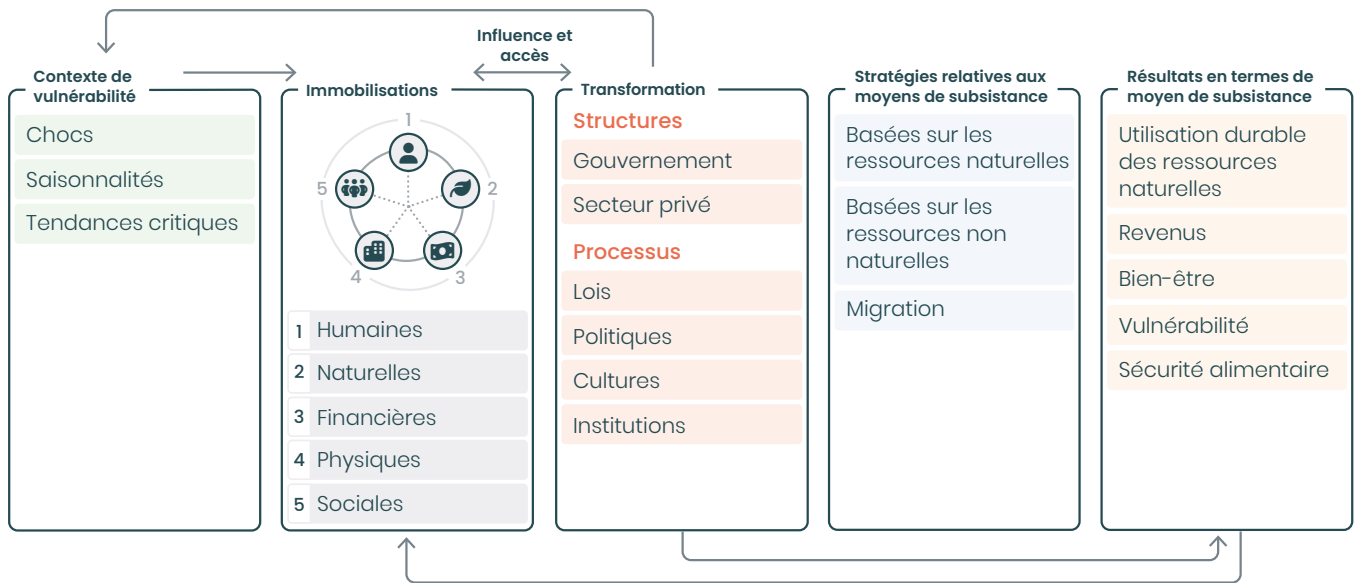 Influence et
accès
Contexte de
vulnérabilité
Chocs
Saisonnalités
Tendances critiques
Immobilisations
1
2
3
4
5
1 Humaines
2 Naturelles
3 Financières
4 Physiques
5 Sociales
Transformation
Structures
Gouvernement
Secteur privé
Processus
Lois
Politiques
Cultures
Institutions
Stratégies relatives aux
moyens de subsistance
Basées sur les
ressources naturelles
Basées sur les
ressources non
naturelles
Migration
Résultats en termes de
moyen de subsistance
Utilisation durable
des ressources
naturelles
Revenus
Bien-être
Vulnérabilité
Sécurité alimentaire